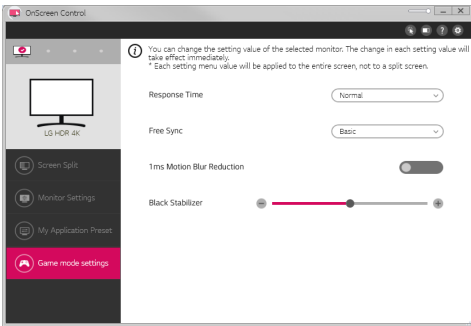 OnScreen Control
You can change the setting value of the selected monitor. The change in each setting value will
take effect immediately.
* Each setting menu value will be applied to the entire screen, not to a split screen.
LG HDR 4K
Response Time
Normal
Free Sync
Basic
1ms Motion Blur Reduction
Black Stabilizer
Screen Split
Monitor Settings
My Application Preset
Game mode settings